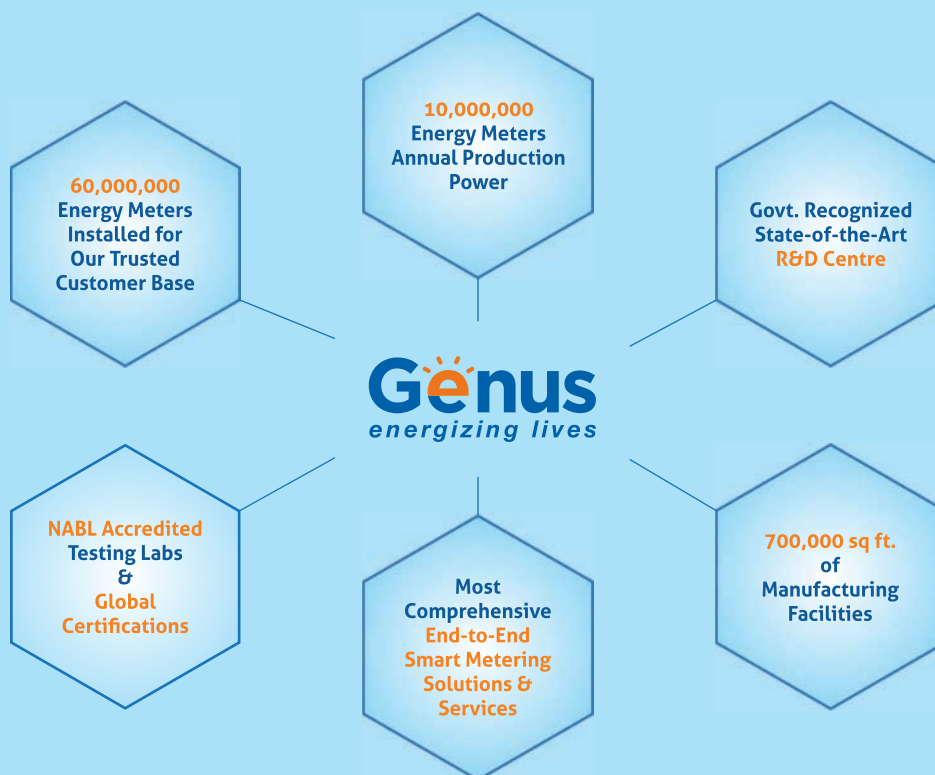 10,000,000
Energy Meters
Annual Production
Power
60,000,000
Energy Meters
Installed for
Our Trusted
Customer Base
Govt. Recognized
State-of-the-Art
R&D Centre
Genus
energizing lives
NABL Accredited
Testing Labs
&
Global
Certifications
Most
Comprehensive
End-to-End
Smart Metering
Solutions &
Services
700,000 sq ft.
of
Manufacturing
Facilities